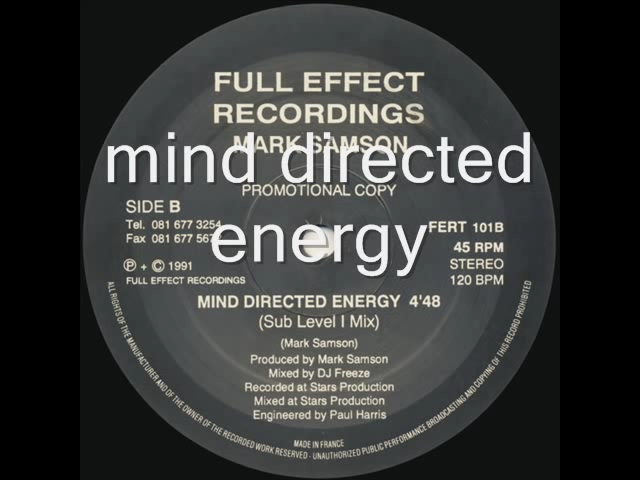 FULL EFFECT
RECORDINGS
MARK SAMSON
mind directed
PROMOTIONAL COPY
SIDE B
Tel. 081 677 3254
Fax 081 677
energy
FERT 101B
45 RPM
STEREO
120 BPM
℗ + © 1991
FULL EFFECT RECORDINGS
MIND DIRECTED ENERGY 4'48
(Sub Level I Mix)
(Mark Samson)
Produced by Mark Samson
Mixed by DJ Freeze
Recorded at Stars Production
Mixed at Stars Production
Engineered by Paul Harris
MADE IN FRANCE
ALL RIGHTS OF THE MANUFACTURER AND OF THE OWNER OF THE RECORDED WORK RESERVED - UNAUTHORIZED PUBLIC PERFORMANCE BROADCASTING AND COPYING OF THIS RECORD PROHIBITED